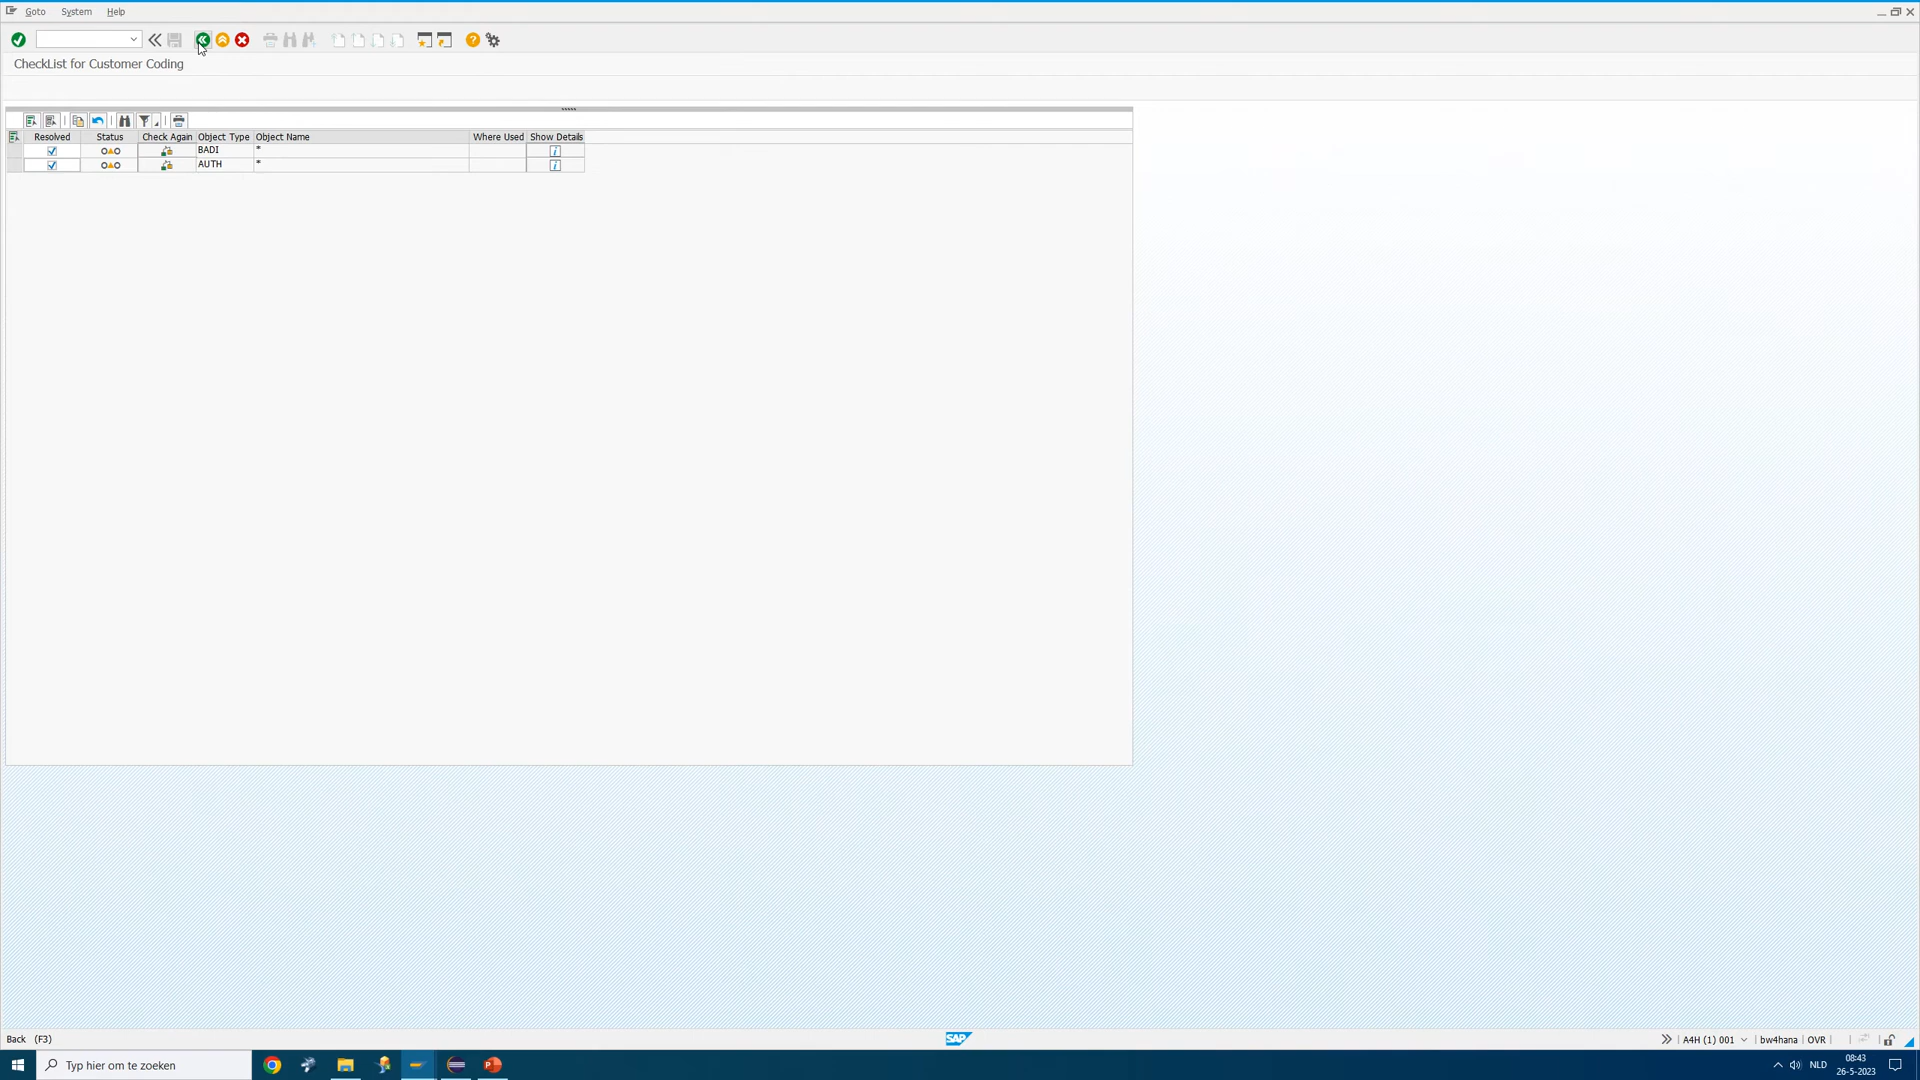 Goto System Help
CheckList for Customer Coding
Resolved Status Check Again Object Type Object Name Where Used Show Details
BADI *
AUTH *
Back (F3)
SAP
A4H (1) 001 bw4hana OVR
Typ hier om te zoeken
NLD
08:43
26-5-2023